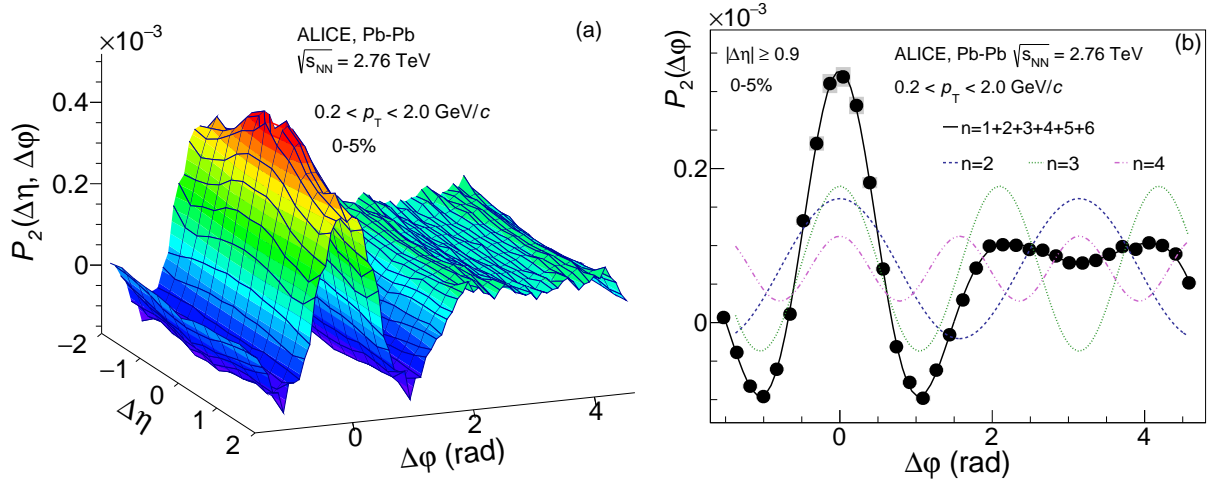 ×10⁻³
(a)
ALICE, Pb-Pb
√s_NN = 2.76 TeV
0.2 < p_T < 2.0 GeV/c
0-5%
P₂(Δη, Δφ)
0.4
0.2
0
−2
−1
0
1
2
Δη
0
2
4
Δφ (rad)
×10⁻³
(b)
|Δη| ≥ 0.9
0-5%
ALICE, Pb-Pb √s_NN = 2.76 TeV
0.2 < p_T < 2.0 GeV/c
n=1+2+3+4+5+6
n=2 n=3 n=4
P₂(Δφ)
0.2
0
0
2
4
Δφ (rad)